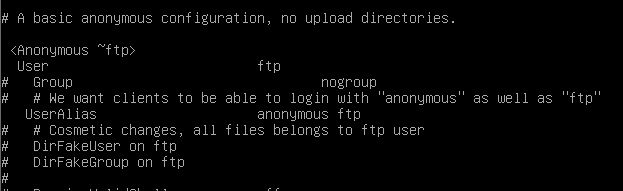 # A basic anonymous configuration, no upload directories.
<Anonymous ~ftp>
User ftp
# Group nogroup
# # We want clients to be able to login with "anonymous" as well as "ftp"
UserAlias anonymous ftp
# # Cosmetic changes, all files belongs to ftp user
# DirFakeUser on ftp
# DirFakeGroup on ftp
#